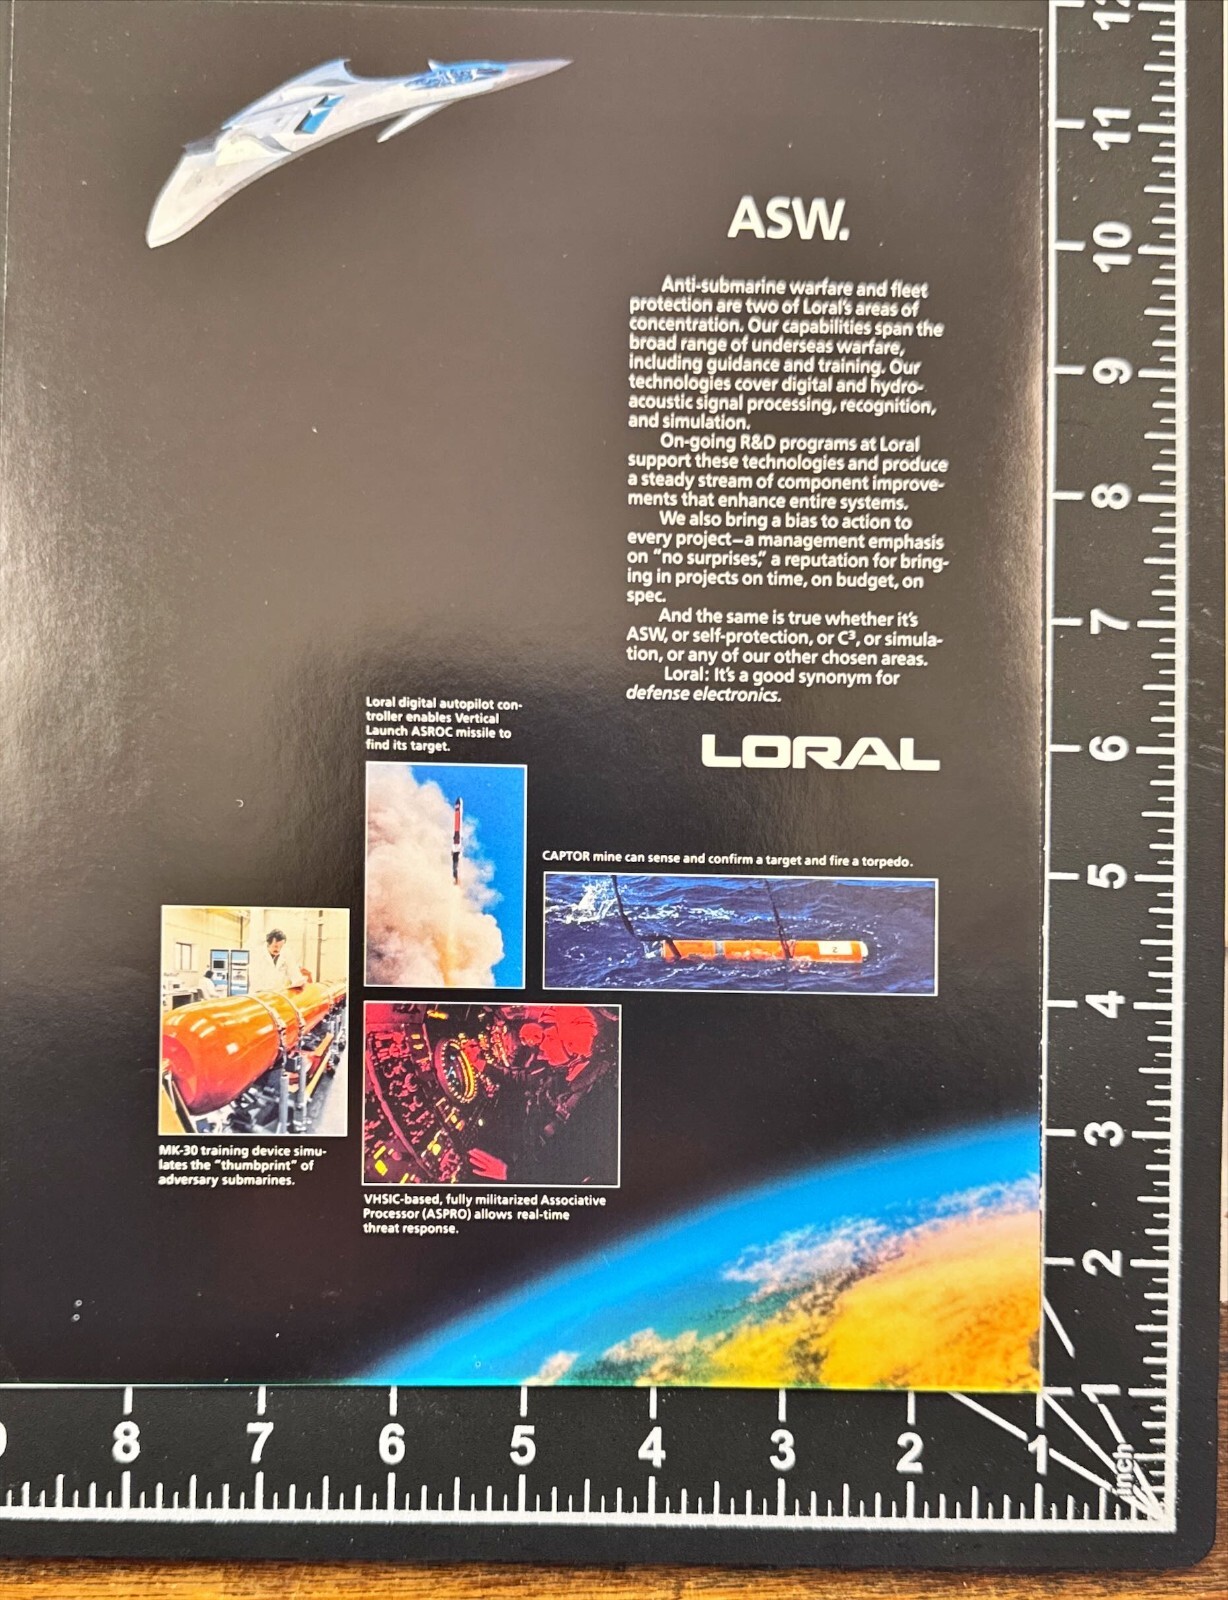 ASW.
Anti-submarine warfare and fleet
protection are two of Loral's areas of
concentration. Our capabilities span the
broad range of underseas warfare,
including guidance and training. Our
technologies cover digital and hydro-
acoustic signal processing, recognition,
and simulation.
On-going R&D programs at Loral
support these technologies and produce
a steady stream of component improve-
ments that enhance entire systems.
We also bring a bias to action to
every project—a management emphasis
on "no surprises," a reputation for bring-
ing in projects on time, on budget, on
spec.
And the same is true whether it's
ASW, or self-protection, or C³, or simula-
tion, or any of our other chosen areas.
Loral: It's a good synonym for
defense electronics.
LORAL
Loral digital autopilot con-
troller enables Vertical
Launch ASROC missile to
find its target.
CAPTOR mine can sense and confirm a target and fire a torpedo.
2
MK-30 training device simu-
lates the "thumbprint" of
adversary submarines.
VHSIC-based, fully militarized Associative
Processor (ASPRO) allows real-time
threat response.
12
11
10
9
8
7
6
5
4
3
2
1
8 7 6 5 4 3 2 1
inch